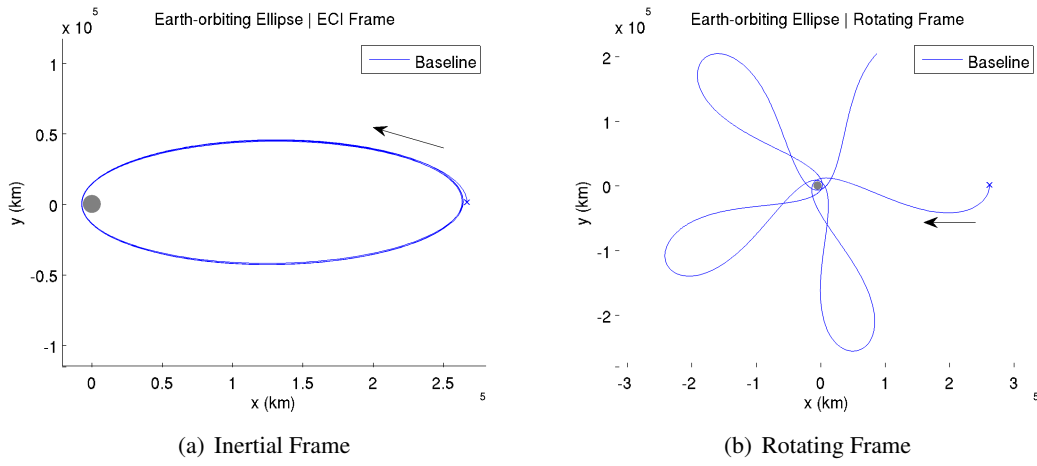 Earth-orbiting Ellipse | ECI Frame
x 10 5
Baseline
1
0.5
0
-0.5
-1
y (km)
0 0.5 1 1.5 2 2.5
x (km)
5
(a) Inertial Frame
Earth-orbiting Ellipse | Rotating Frame
x 10 5
Baseline
2
1
0
-1
-2
y (km)
-3 -2 -1 0 1 2 3
x (km)
5
(b) Rotating Frame